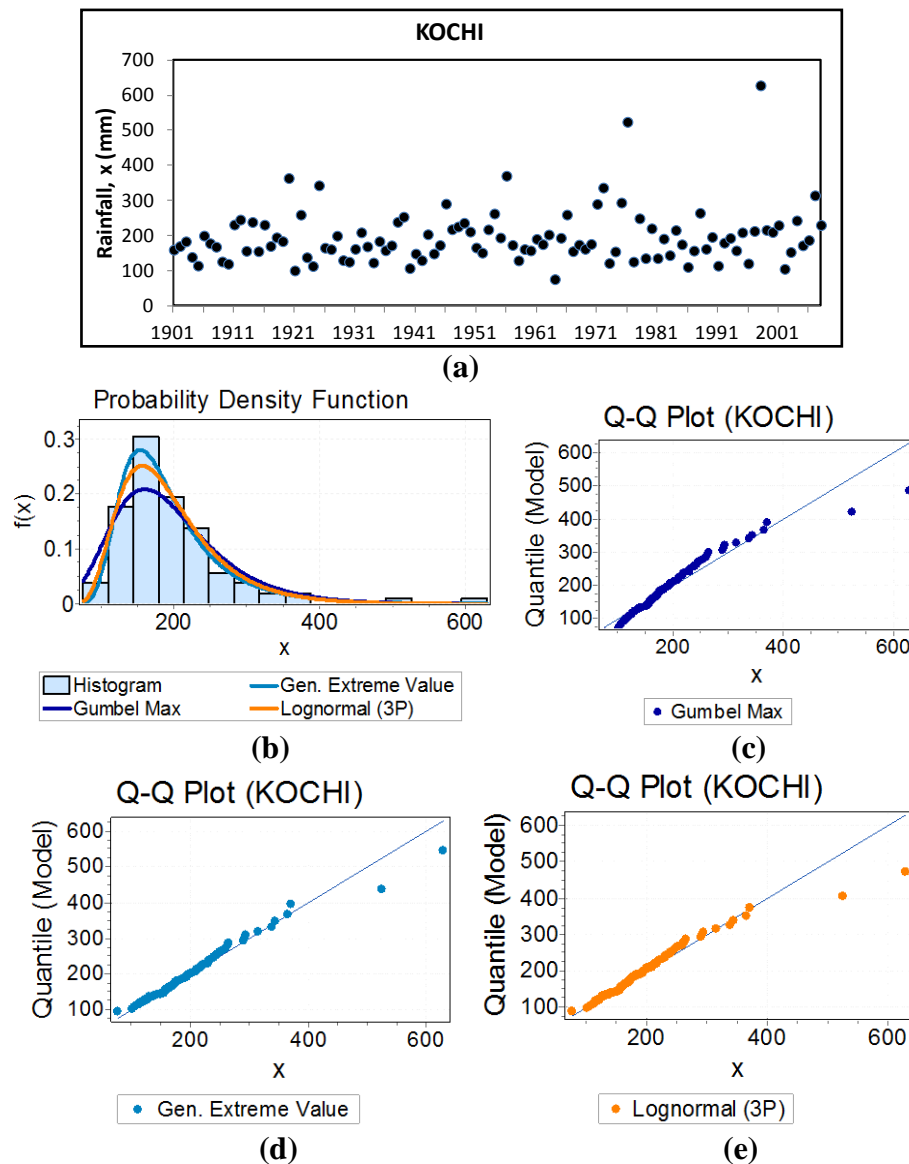 KOCHI
Rainfall, x (mm)
700
600
500
400
300
200
100
0
1901 1911 1921 1931 1941 1951 1961 1971 1981 1991 2001
(a)
Probability Density Function
f(x)
0.3
0.2
0.1
0
200 400 600
x
Histogram Gen. Extreme Value
Gumbel Max Lognormal (3P)
(b)
Q-Q Plot (KOCHI)
Quantile (Model)
600
500
400
300
200
100
200 400 600
x
Gumbel Max
(c)
Q-Q Plot (KOCHI)
Quantile (Model)
600
500
400
300
200
100
200 400 600
x
Gen. Extreme Value
(d)
Q-Q Plot (KOCHI)
Quantile (Model)
600
500
400
300
200
100
200 400 600
x
Lognormal (3P)
(e)